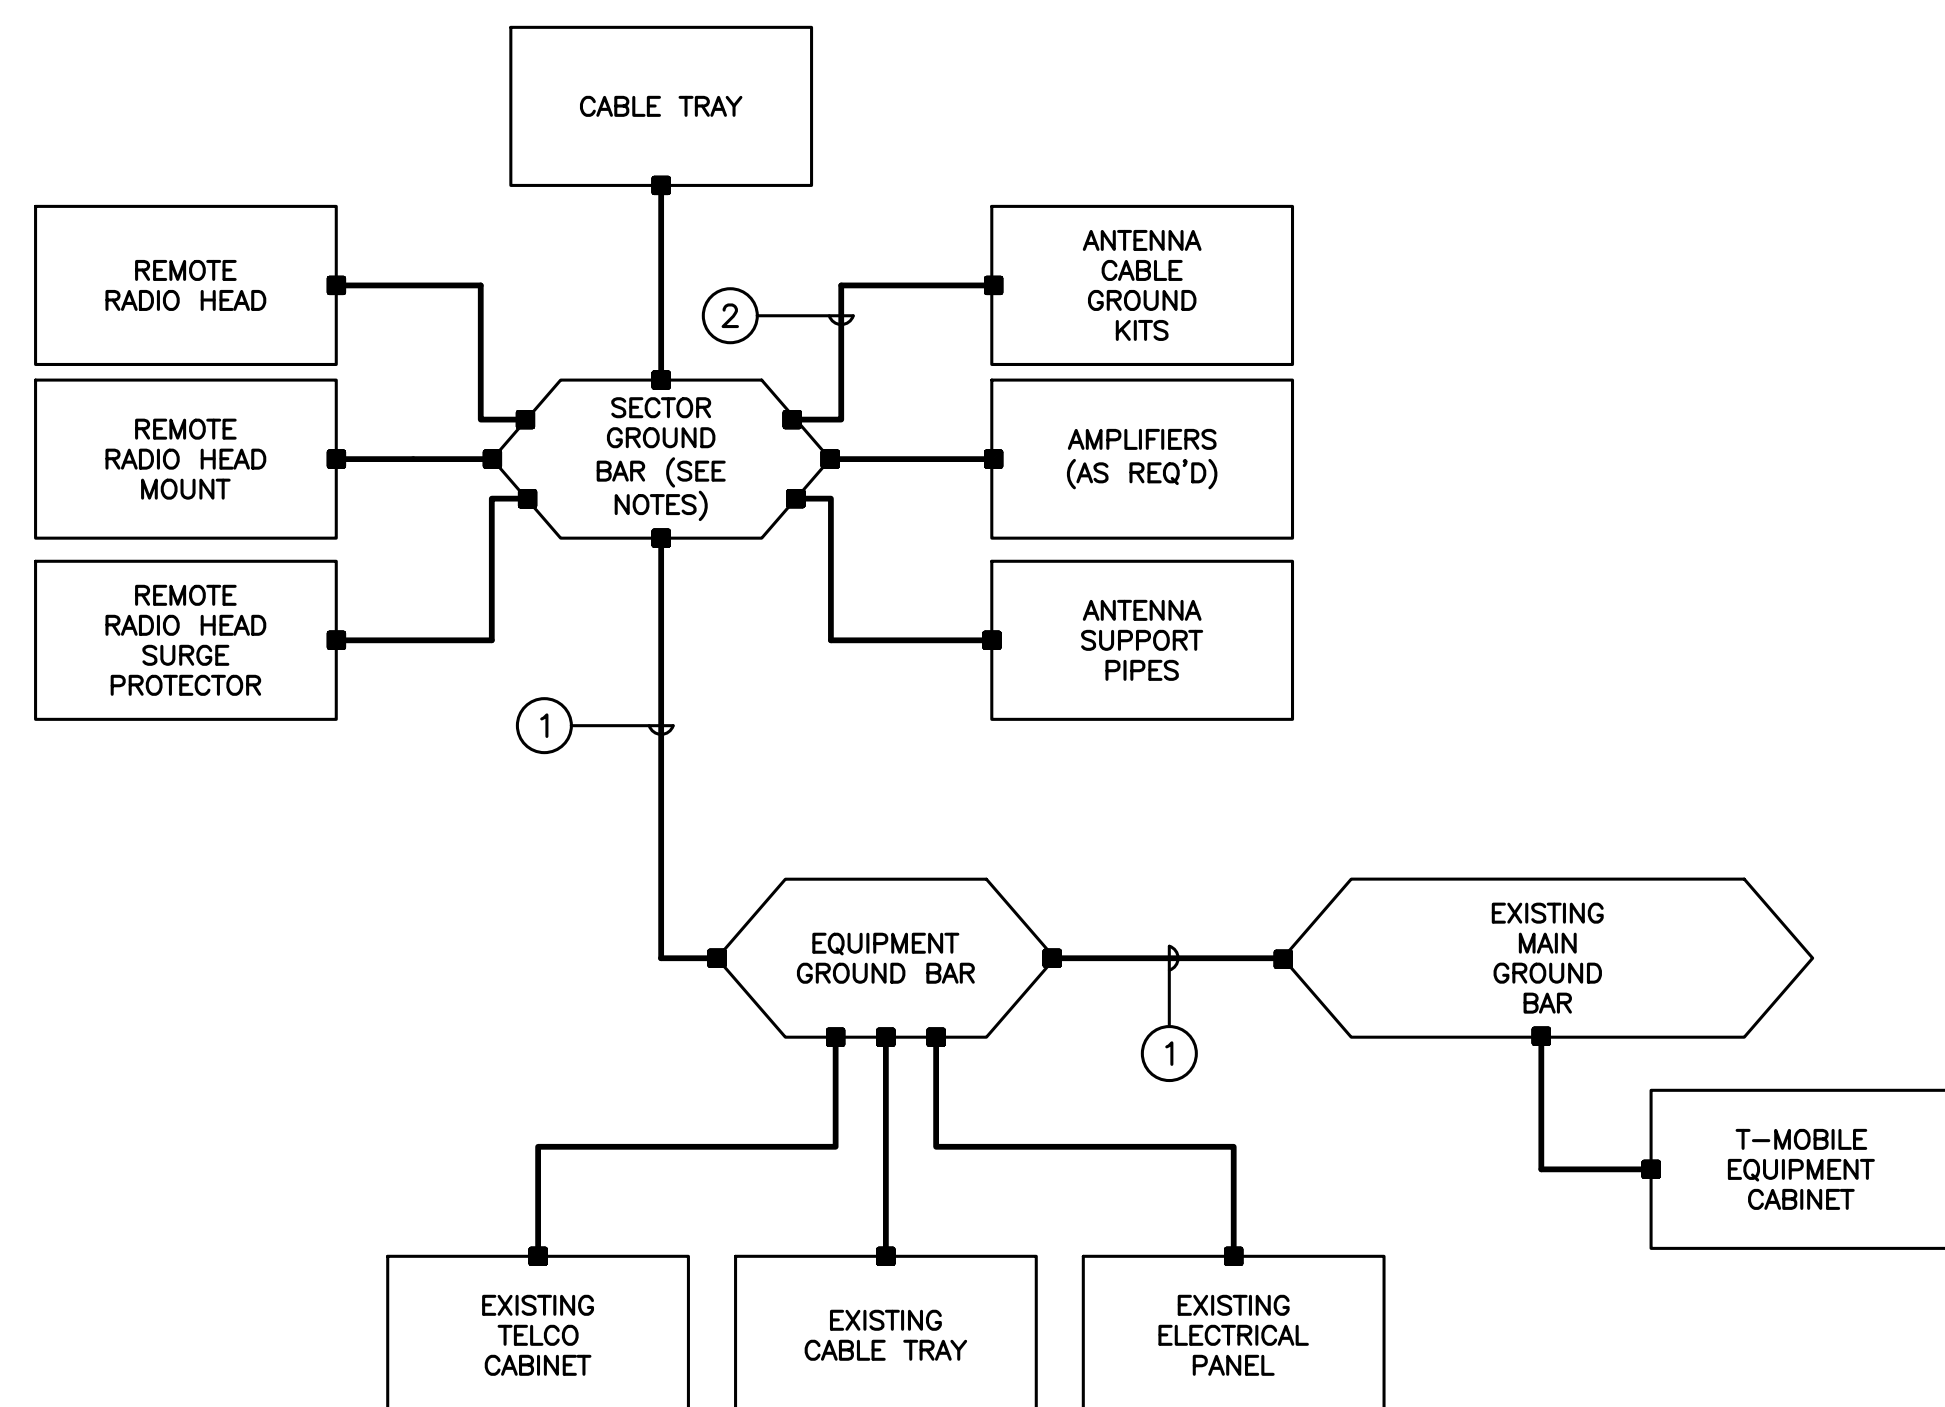 CABLE TRAY
REMOTE
RADIO HEAD
ANTENNA
CABLE
GROUND
KITS
2
REMOTE
RADIO HEAD
MOUNT
SECTOR
GROUND
BAR (SEE
NOTES)
AMPLIFIERS
(AS REQ'D)
REMOTE
RADIO HEAD
SURGE
PROTECTOR
ANTENNA
SUPPORT
PIPES
1
EQUIPMENT
GROUND BAR
EXISTING
MAIN
GROUND
BAR
1
T-MOBILE
EQUIPMENT
CABINET
EXISTING
TELCO
CABINET
EXISTING
CABLE TRAY
EXISTING
ELECTRICAL
PANEL